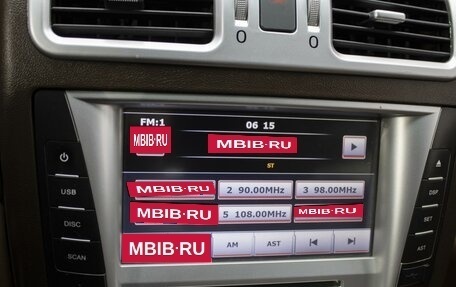 0
0
FM:1
06 15
MBIB·RU
MBIB·RU
ST
MBIB·RU
2 90.00MHz
3 98.00MHz
MBIB·RU
5 108.00MHz
MBIB·RU
MBIB·RU
AM
AST
USB
DISC
SCAN
DSP
SET
AST